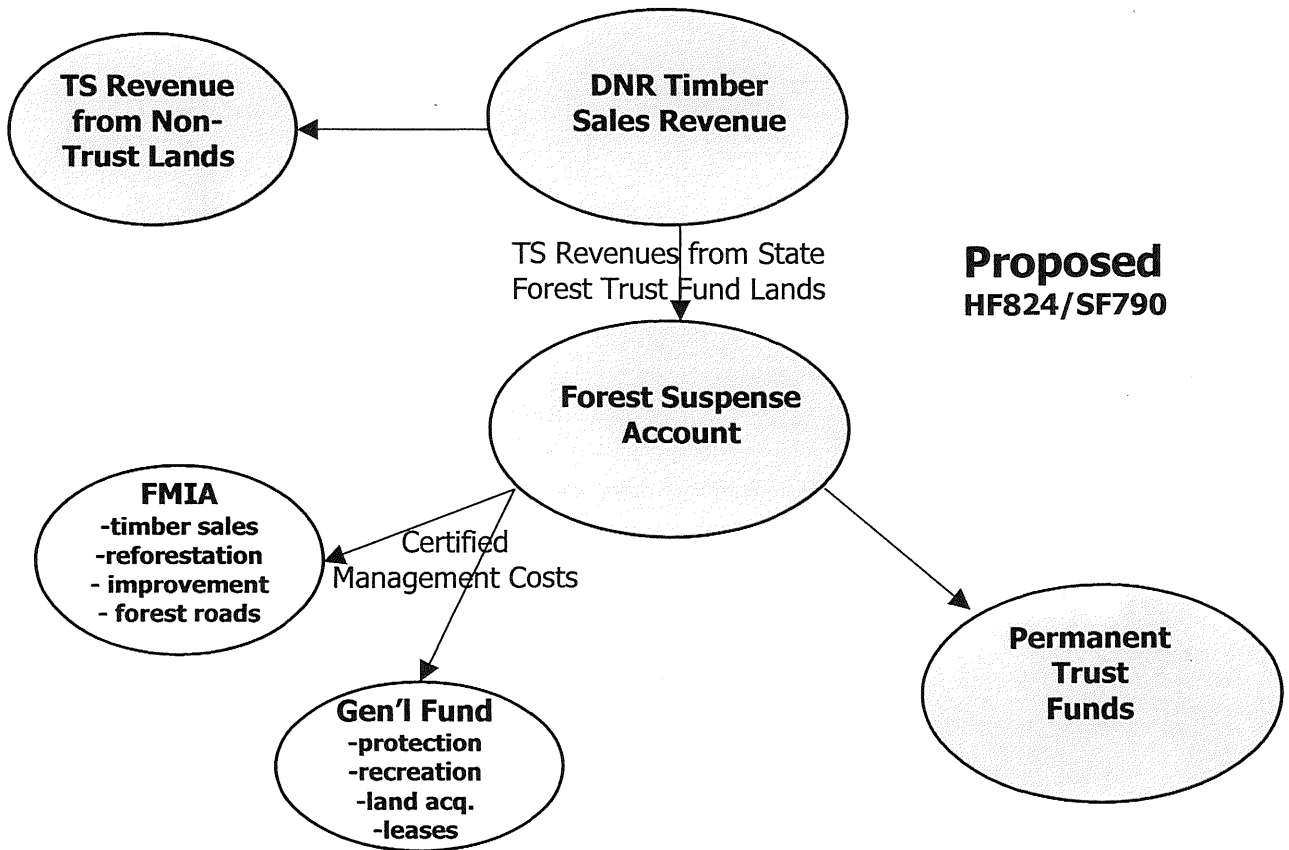 TS Revenue
from Non-
Trust Lands
DNR Timber
Sales Revenue
TS Revenues from State
Forest Trust Fund Lands
Proposed
HF824/SF790
Forest Suspense
Account
FMIA
-timber sales
-reforestation
- improvement
- forest roads
Certified
Management Costs
Gen'l Fund
-protection
-recreation
-land acq.
-leases
Permanent
Trust
Funds